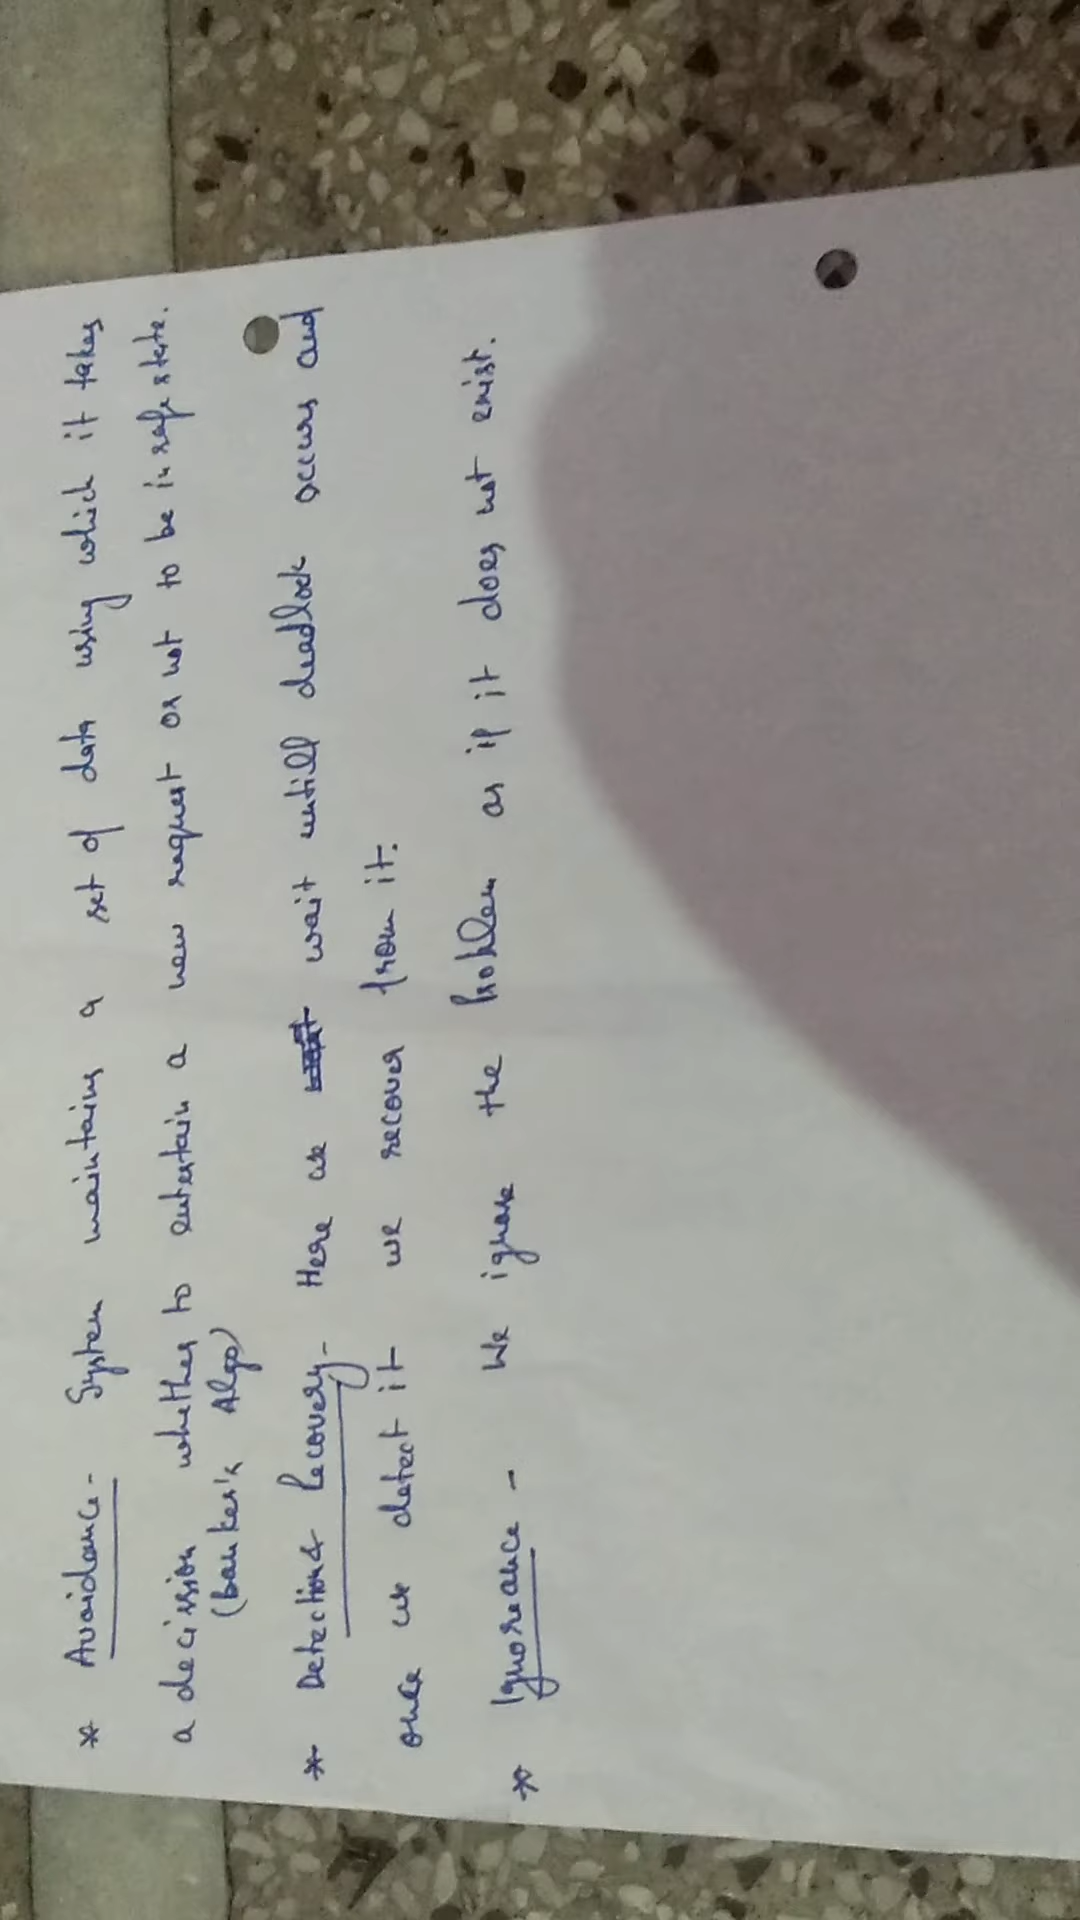 * Avoidance - System maintains a set of data using which it takes
a decision whether to entertain a new request or not to be in safe state.
(banker's Algo)
* Detection & Recovery - Here we wait untill deadlock occurs and
once we detect it we recover from it.
* Ignoreance - We ignore the problem as if it does not exist.